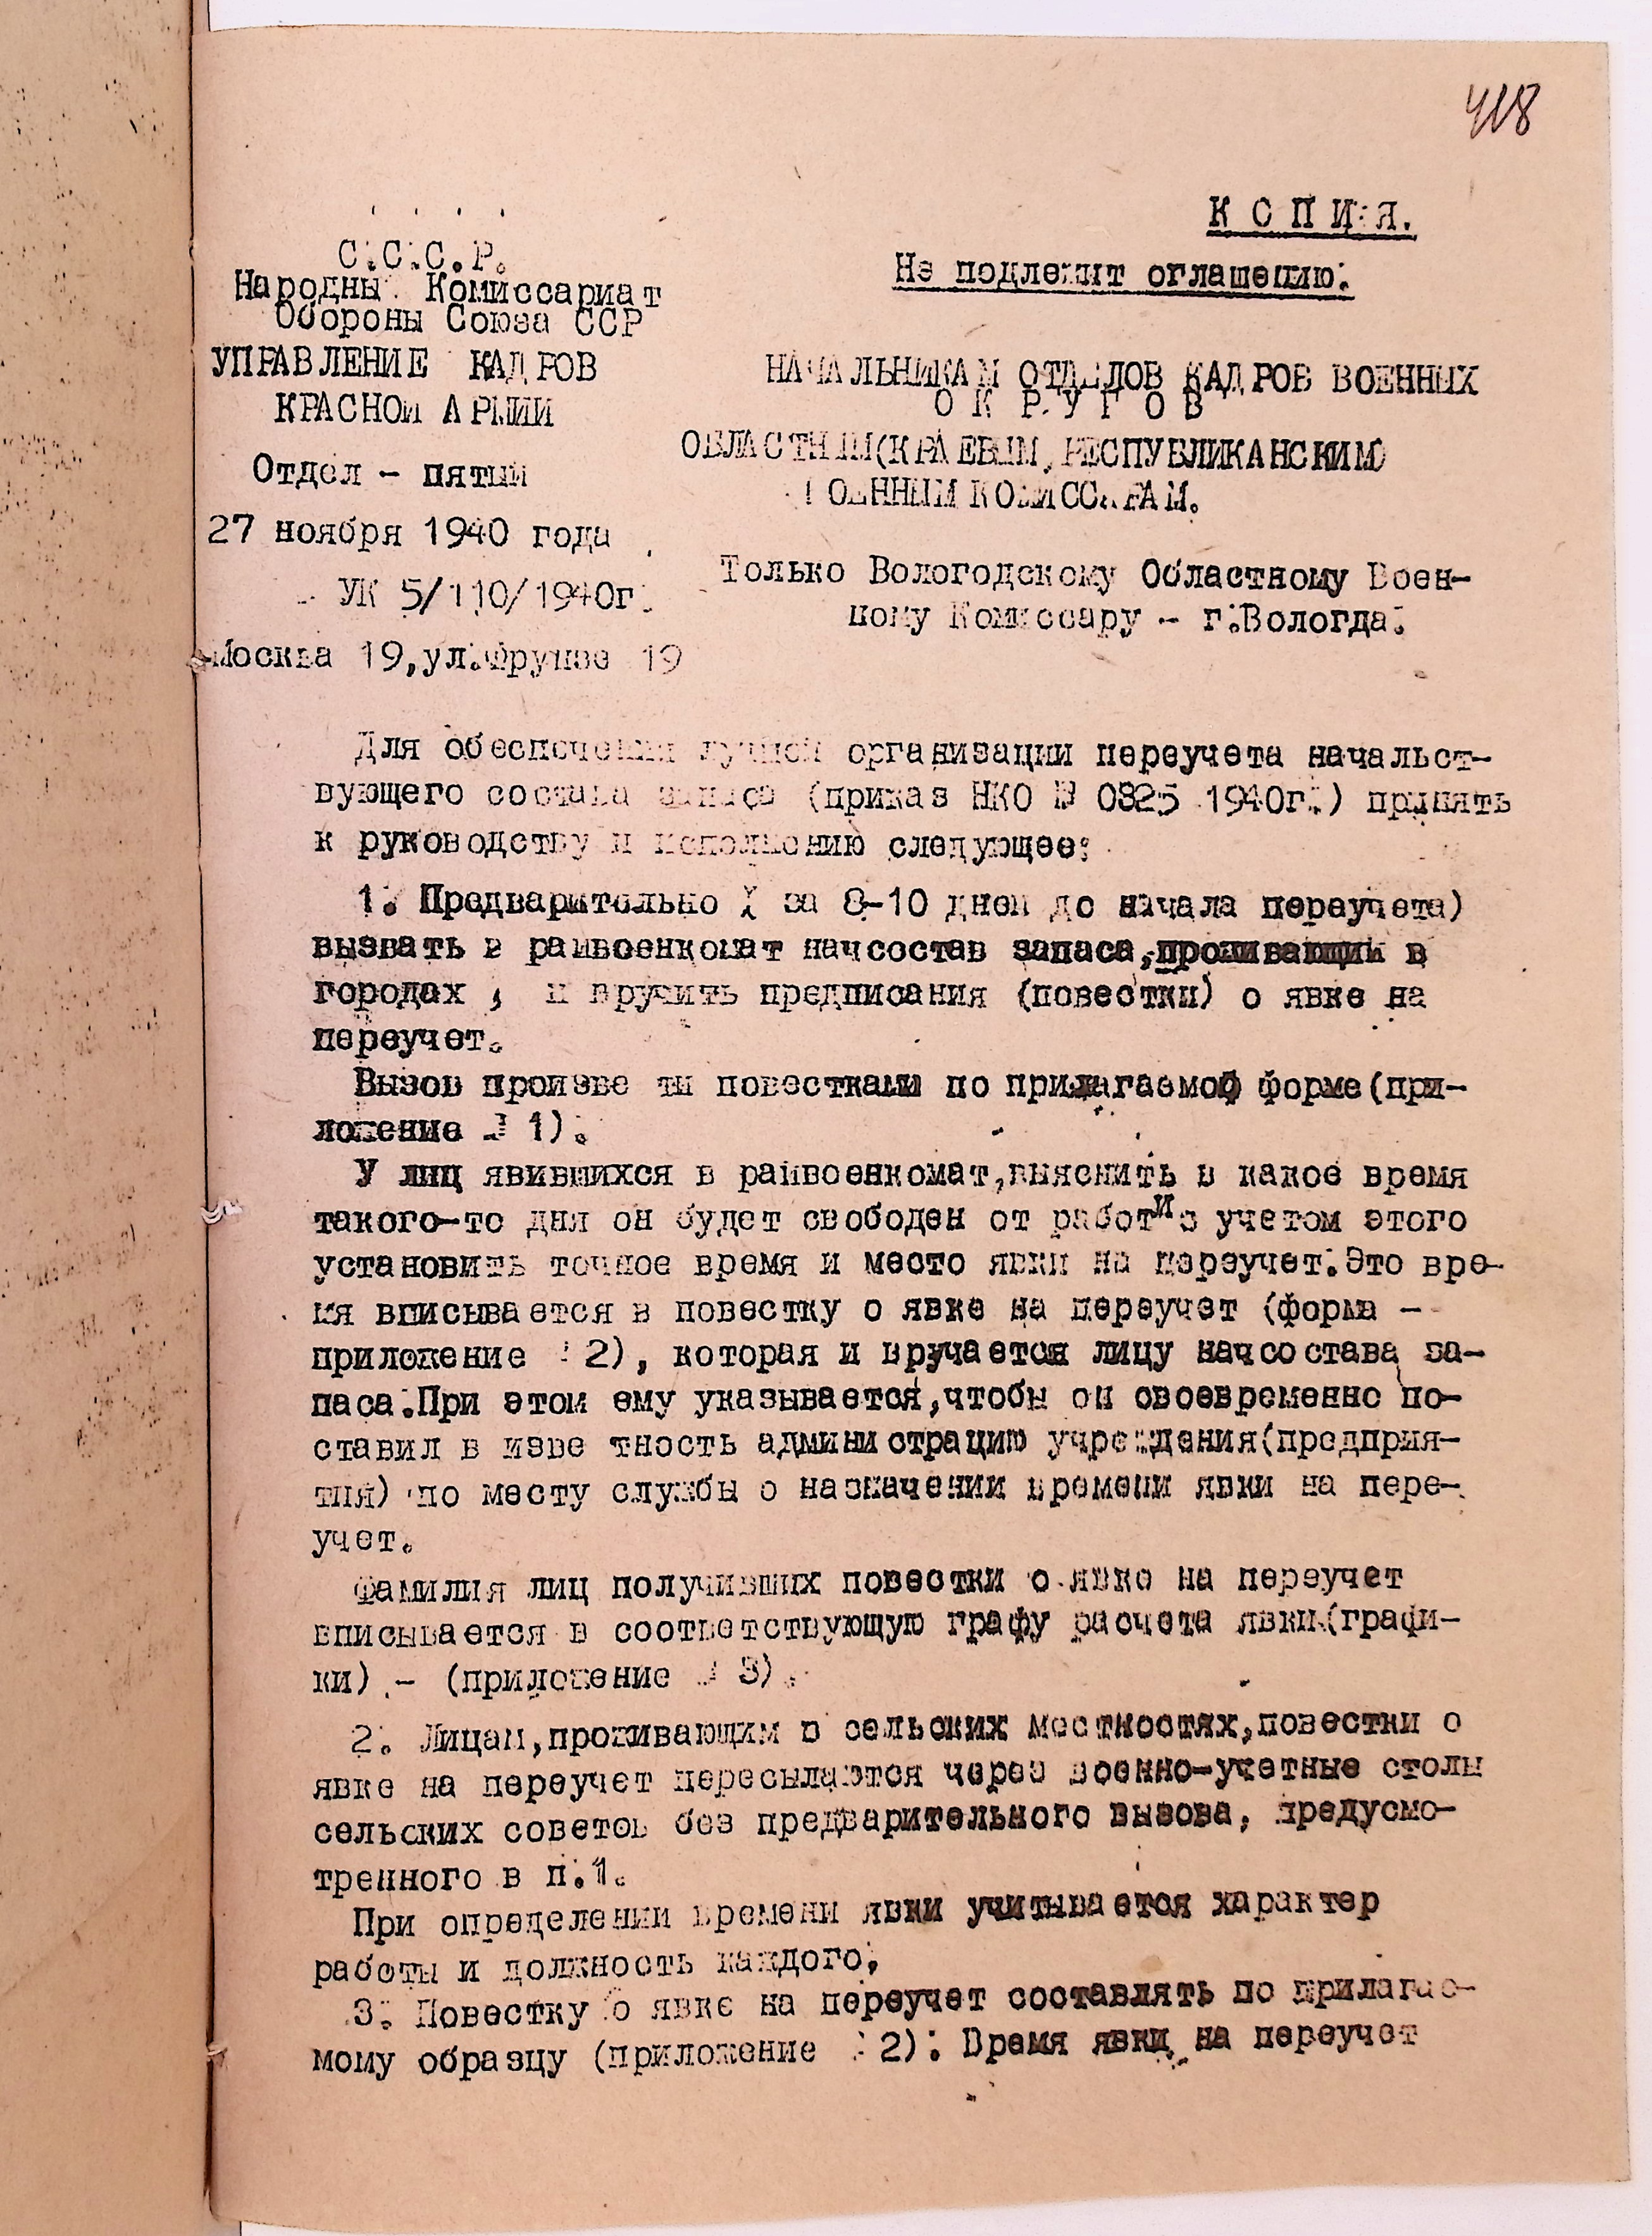 418
К О П И Я.
Не подлежит оглашению.
С.С.С.Р.
Народный Комиссариат
Обороны Союза ССР
УПРАВЛЕНИЕ КАДРОВ
КРАСНОЙ АРМИИ
Отдел – пятый
27 ноября 1940 года
УК 5/110/1940г.
Москва 19,ул.Фрунзе 19
НАЧАЛЬНИКАМ ОТДЕЛОВ КАДРОВ ВОЕННЫХ
О К Р У Г О В
ОБЛАСТНЫМ(КРАЕВЫМ,РЕСПУБЛИКАНСКИМ)
ВОЕННЫМ КОМИССАРАМ.
Только Вологодскому Областному Воен-
ному Комиссару – г.Вологда.
Для обеспечения лучшей организации переучета начальст-
вующего состава запаса (приказ НКО № 0325 1940г.) принять
к руководству и исполнению следующее:
1. Предварительно ( за 8-10 дней до начала переучета)
вызвать в райвоенкомат начсостав запаса,проживающий в
городах , и вручить предписания (повестки) о явке на
переучет.
Вызов произве ти повестками по прилагаемой форме(при-
ложение № 1).
У лиц явившихся в райвоенкомат,выяснить в какое время
такого-то дня он будет свободен от работ и с учетом этого
установить точное время и место явки на переучет.Это вре-
мя вписывается в повестку о явке на переучет (форма –
приложение № 2), которая и вручается лицу начсостава за-
паса.При этом ему указывается,чтобы он своевременно по-
ставил в изве тность администрацию учреждения(предприя-
тия) по месту службы о назначении времени явки на пере-
учет.
Фамилия лиц получивших повестки о явке на переучет
вписывается в соответствующую графу расчета явки(графи-
ки) – (приложение № 3).
2. Лицам,проживающим в сельских местностях,повестки о
явке на переучет пересылаются через военно-учетные столы
сельских советов без предварительного вызова, предусмо-
тренного в п.1.
При определении времени явки учитывается характер
работы и должность каждого.
3. Повестку о явке на переучет составлять по прилагае-
мому образцу (приложение № 2). Время явки на переучет